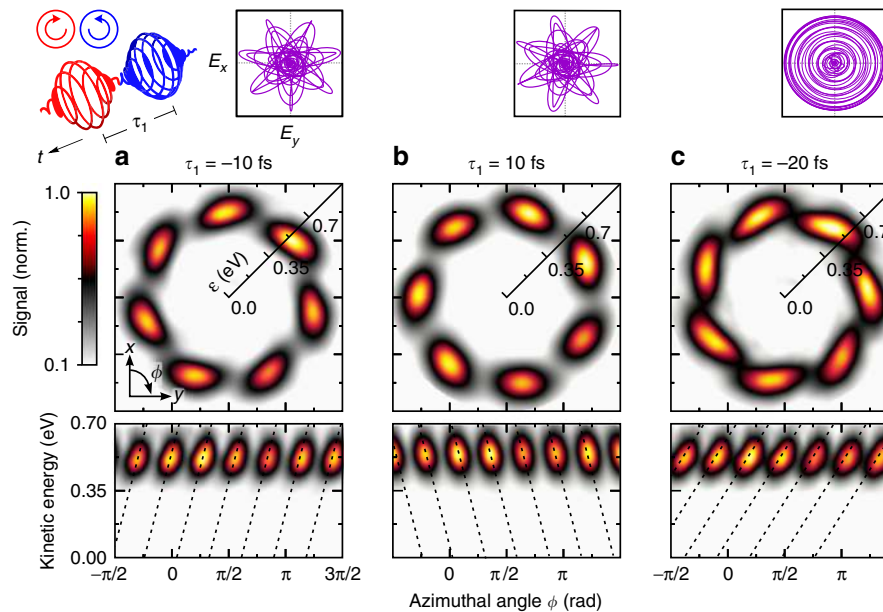 E_x
τ_1
t
E_y
a
τ_1 = −10 fs
b
τ_1 = 10 fs
c
τ_1 = −20 fs
Signal (norm.)
1.0
0.1
0.7
0.35
0.0
ε (eV)
x
ϕ
y
0.7
0.35
0.0
0.7
0.35
0.0
Kinetic energy (eV)
0.70
0.35
0.00
−π/2 0 π/2 π 3π/2
0 π/2 π
−π/2 0 π/2 π
Azimuthal angle ϕ (rad)